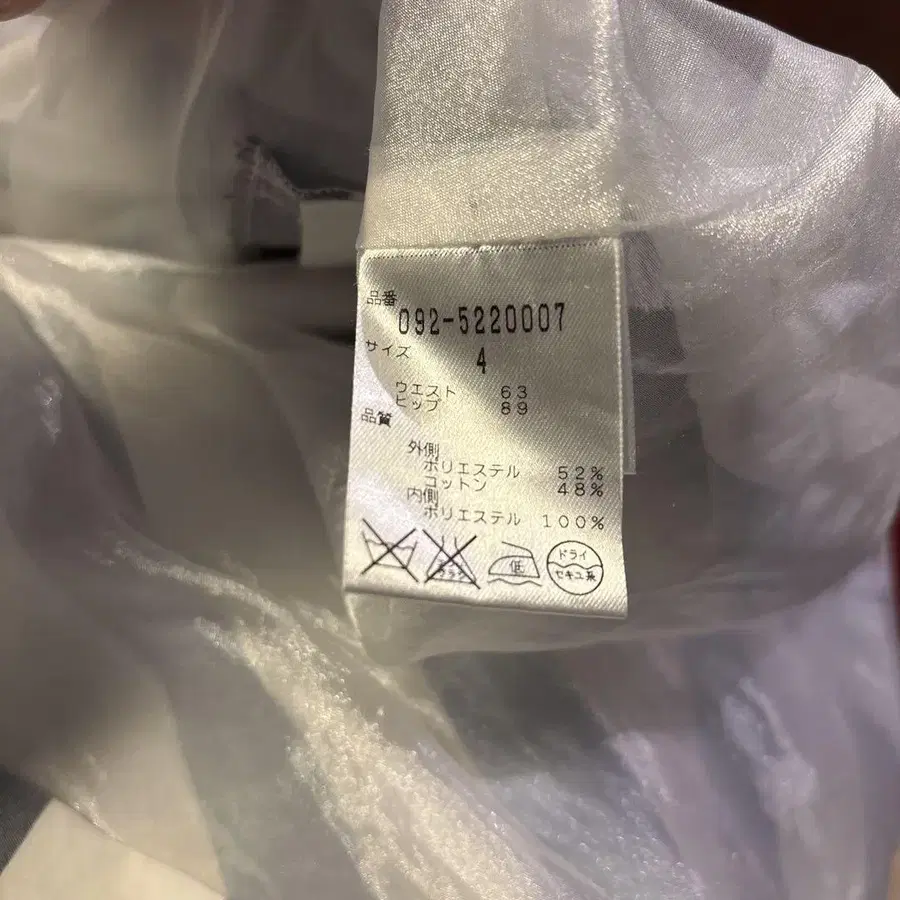 品番
092-5220007
サイズ
4
ウエスト 63
ヒップ 89
品質
外側
ポリエステル 52%
コットン 48%
内側
ポリエステル 100%
低
ドライ
セキユ系